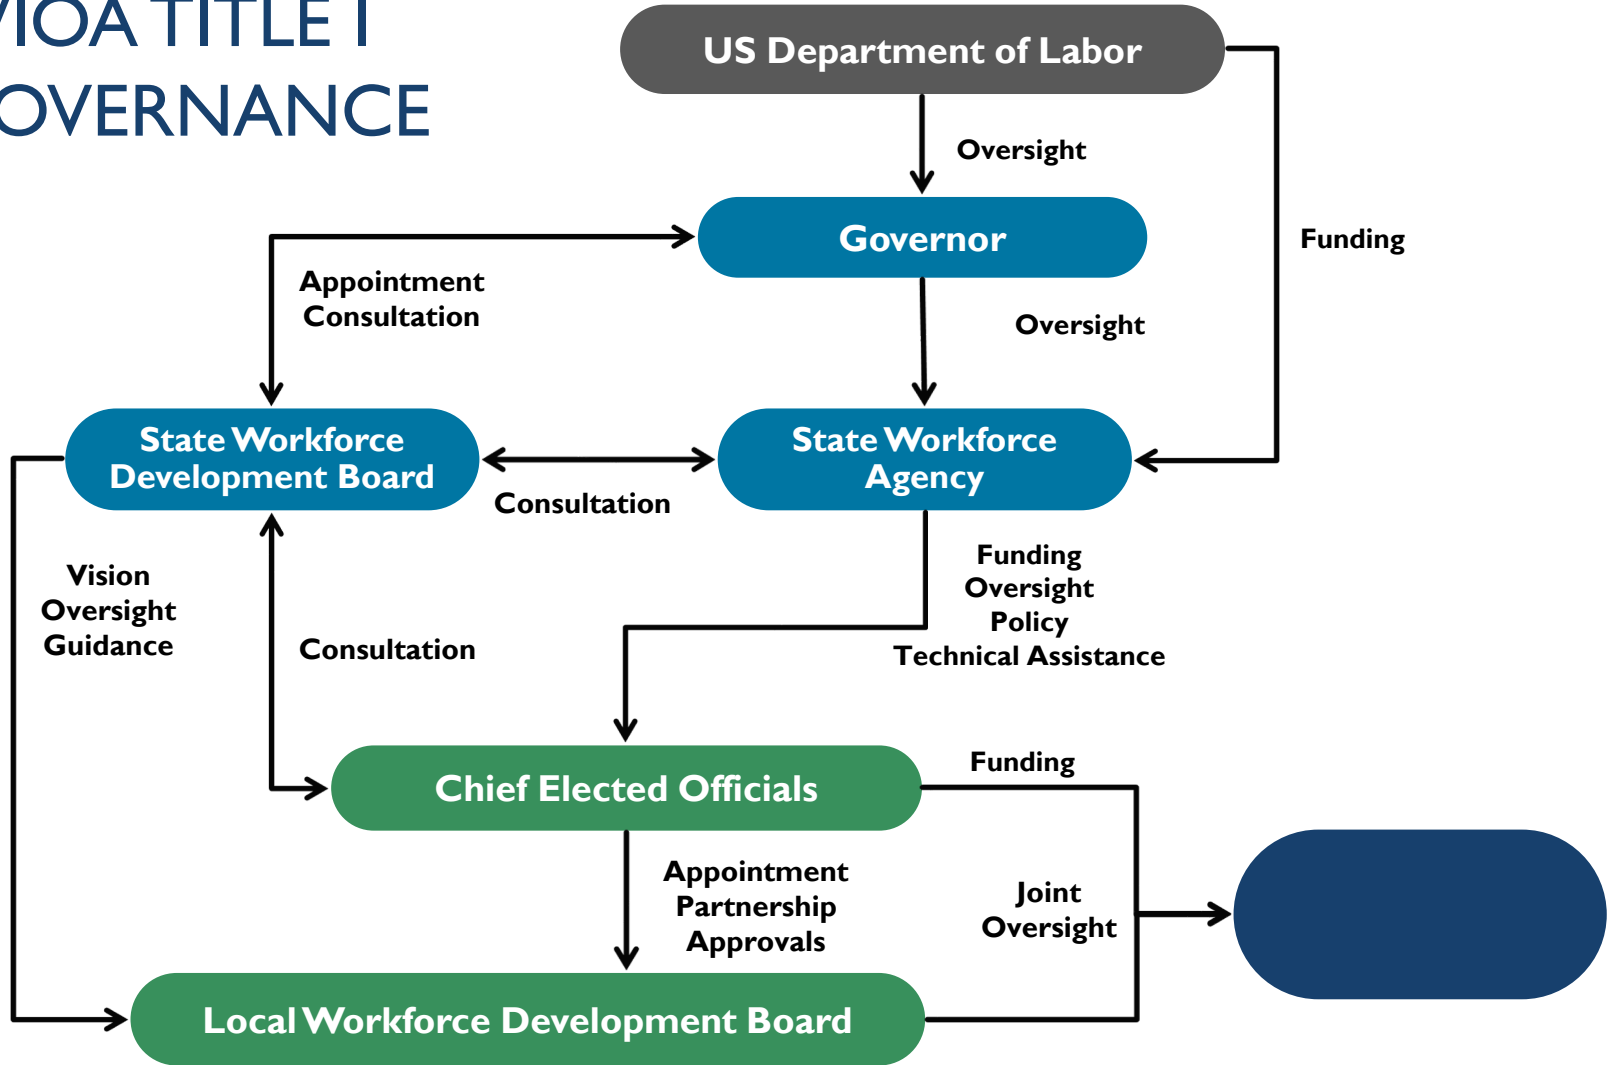 VIOA TITLE I
OVERNANCE
US Department of Labor
Oversight
Governor
Funding
Appointment
Consultation
Oversight
State Workforce
Development Board
State Workforce
Agency
Consultation
Vision
Oversight
Guidance
Consultation
Funding
Oversight
Policy
Technical Assistance
Chief Elected Officials
Funding
Appointment
Partnership
Approvals
Joint
Oversight
Local Workforce Development Board